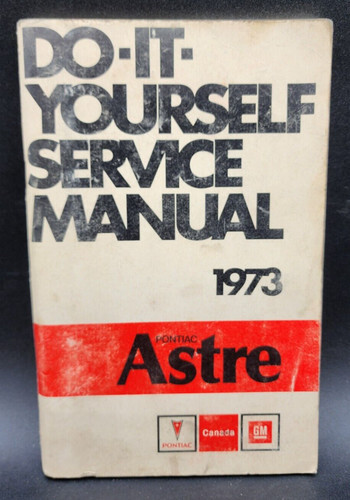 DO-IT-
YOURSELF
SERVICE
MANUAL
1973
PONTIAC
Astre
PONTIAC
Canada
GM